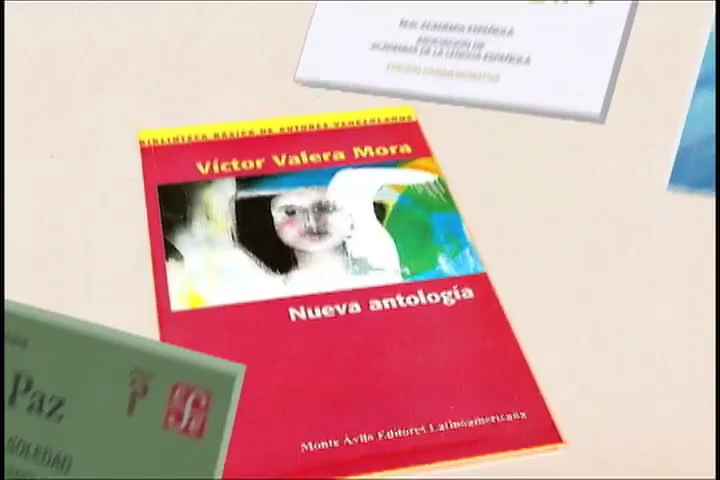 REAL ACADEMIA ESPAÑOLA
ASOCIACIÓN DE
ACADEMIAS DE LA LENGUA ESPAÑOLA
BIBLIOTECA BÁSICA DE AUTORES VENEZOLANOS
Víctor Valera Mora
Nueva antología
Monte Ávila Editores Latinoamericana
Paz
SOLEDAD